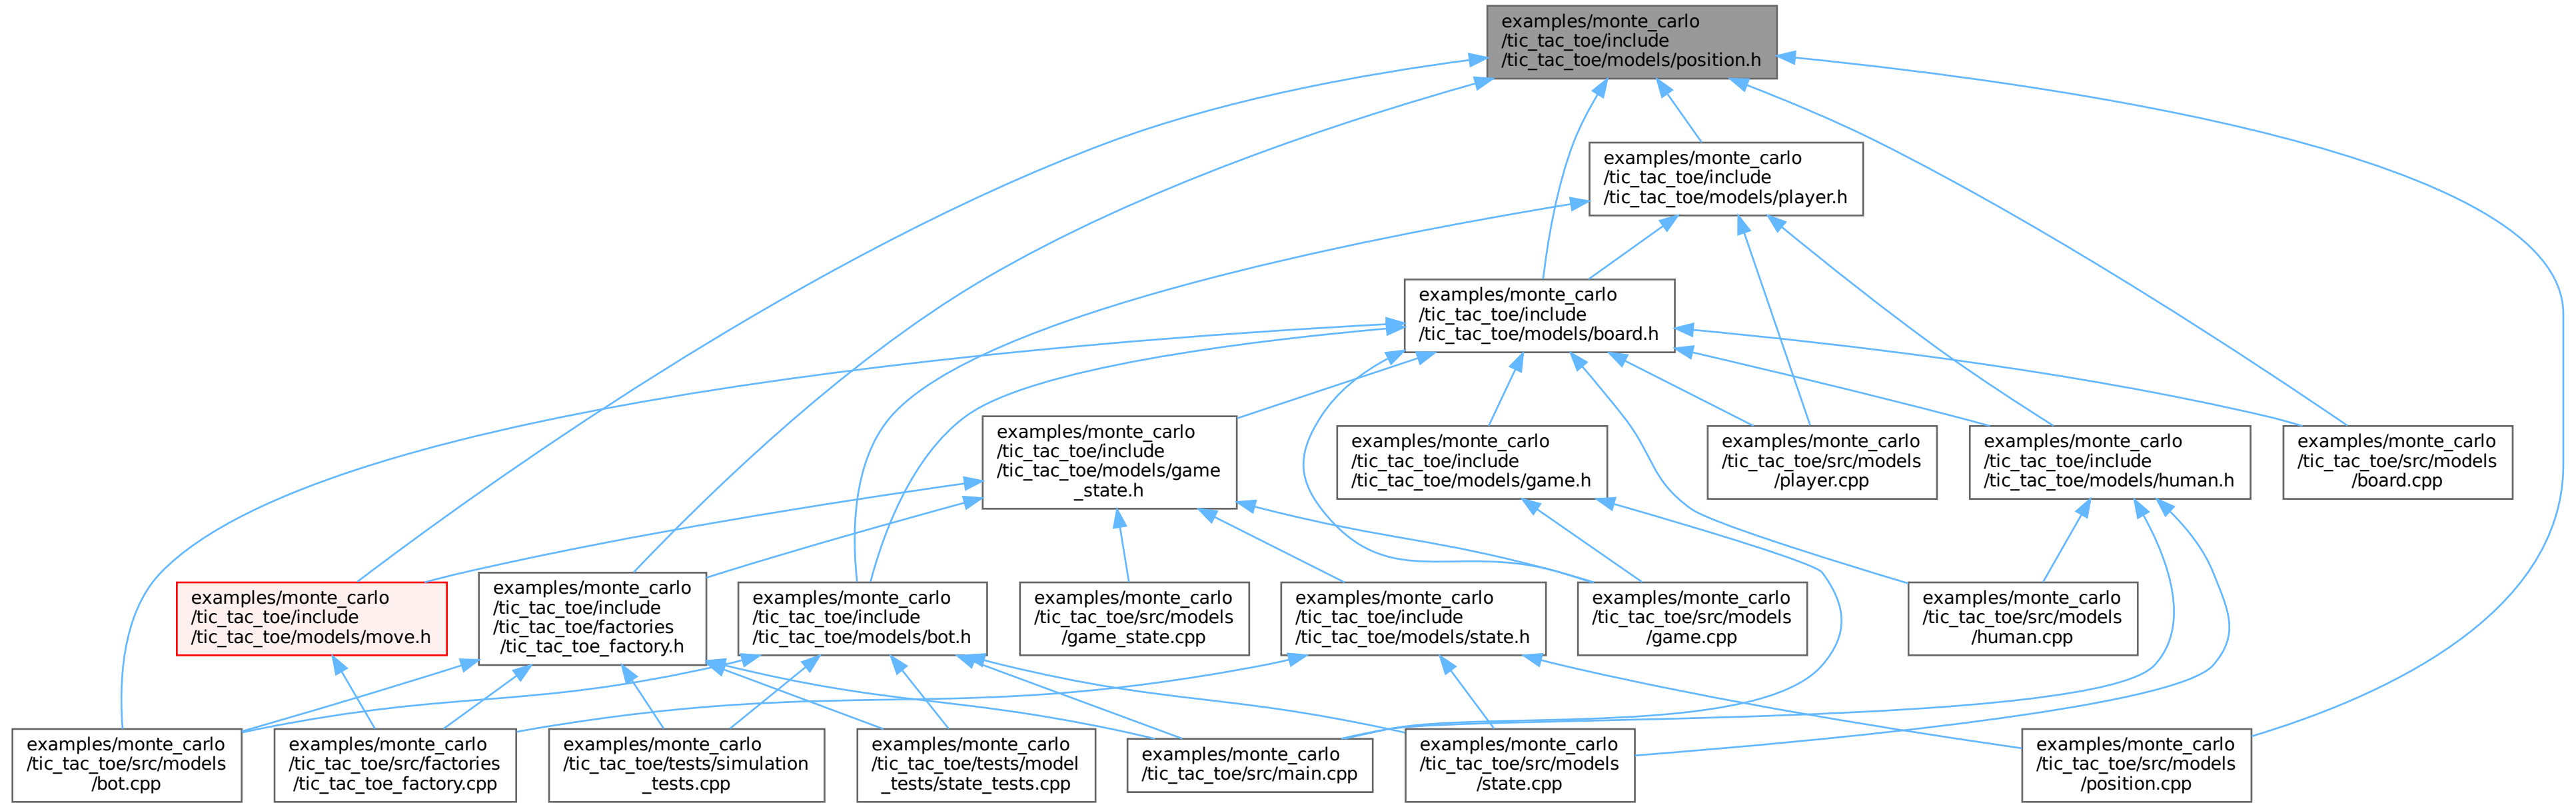 examples/monte_carlo
/tic_tac_toe/include
/tic_tac_toe/models/position.h
examples/monte_carlo
/tic_tac_toe/include
/tic_tac_toe/models/player.h
examples/monte_carlo
/tic_tac_toe/include
/tic_tac_toe/models/board.h
examples/monte_carlo
/tic_tac_toe/include
/tic_tac_toe/models/game
_state.h
examples/monte_carlo
/tic_tac_toe/include
/tic_tac_toe/models/game.h
examples/monte_carlo
/tic_tac_toe/src/models
/player.cpp
examples/monte_carlo
/tic_tac_toe/include
/tic_tac_toe/models/human.h
examples/monte_carlo
/tic_tac_toe/src/models
/board.cpp
examples/monte_carlo
/tic_tac_toe/include
/tic_tac_toe/models/move.h
examples/monte_carlo
/tic_tac_toe/include
/tic_tac_toe/factories
/tic_tac_toe_factory.h
examples/monte_carlo
/tic_tac_toe/include
/tic_tac_toe/models/bot.h
examples/monte_carlo
/tic_tac_toe/src/models
/game_state.cpp
examples/monte_carlo
/tic_tac_toe/include
/tic_tac_toe/models/state.h
examples/monte_carlo
/tic_tac_toe/src/models
/game.cpp
examples/monte_carlo
/tic_tac_toe/src/models
/human.cpp
examples/monte_carlo
/tic_tac_toe/src/models
/bot.cpp
examples/monte_carlo
/tic_tac_toe/src/factories
/tic_tac_toe_factory.cpp
examples/monte_carlo
/tic_tac_toe/tests/simulation
_tests.cpp
examples/monte_carlo
/tic_tac_toe/tests/model
_tests/state_tests.cpp
examples/monte_carlo
/tic_tac_toe/src/main.cpp
examples/monte_carlo
/tic_tac_toe/src/models
/state.cpp
examples/monte_carlo
/tic_tac_toe/src/models
/position.cpp